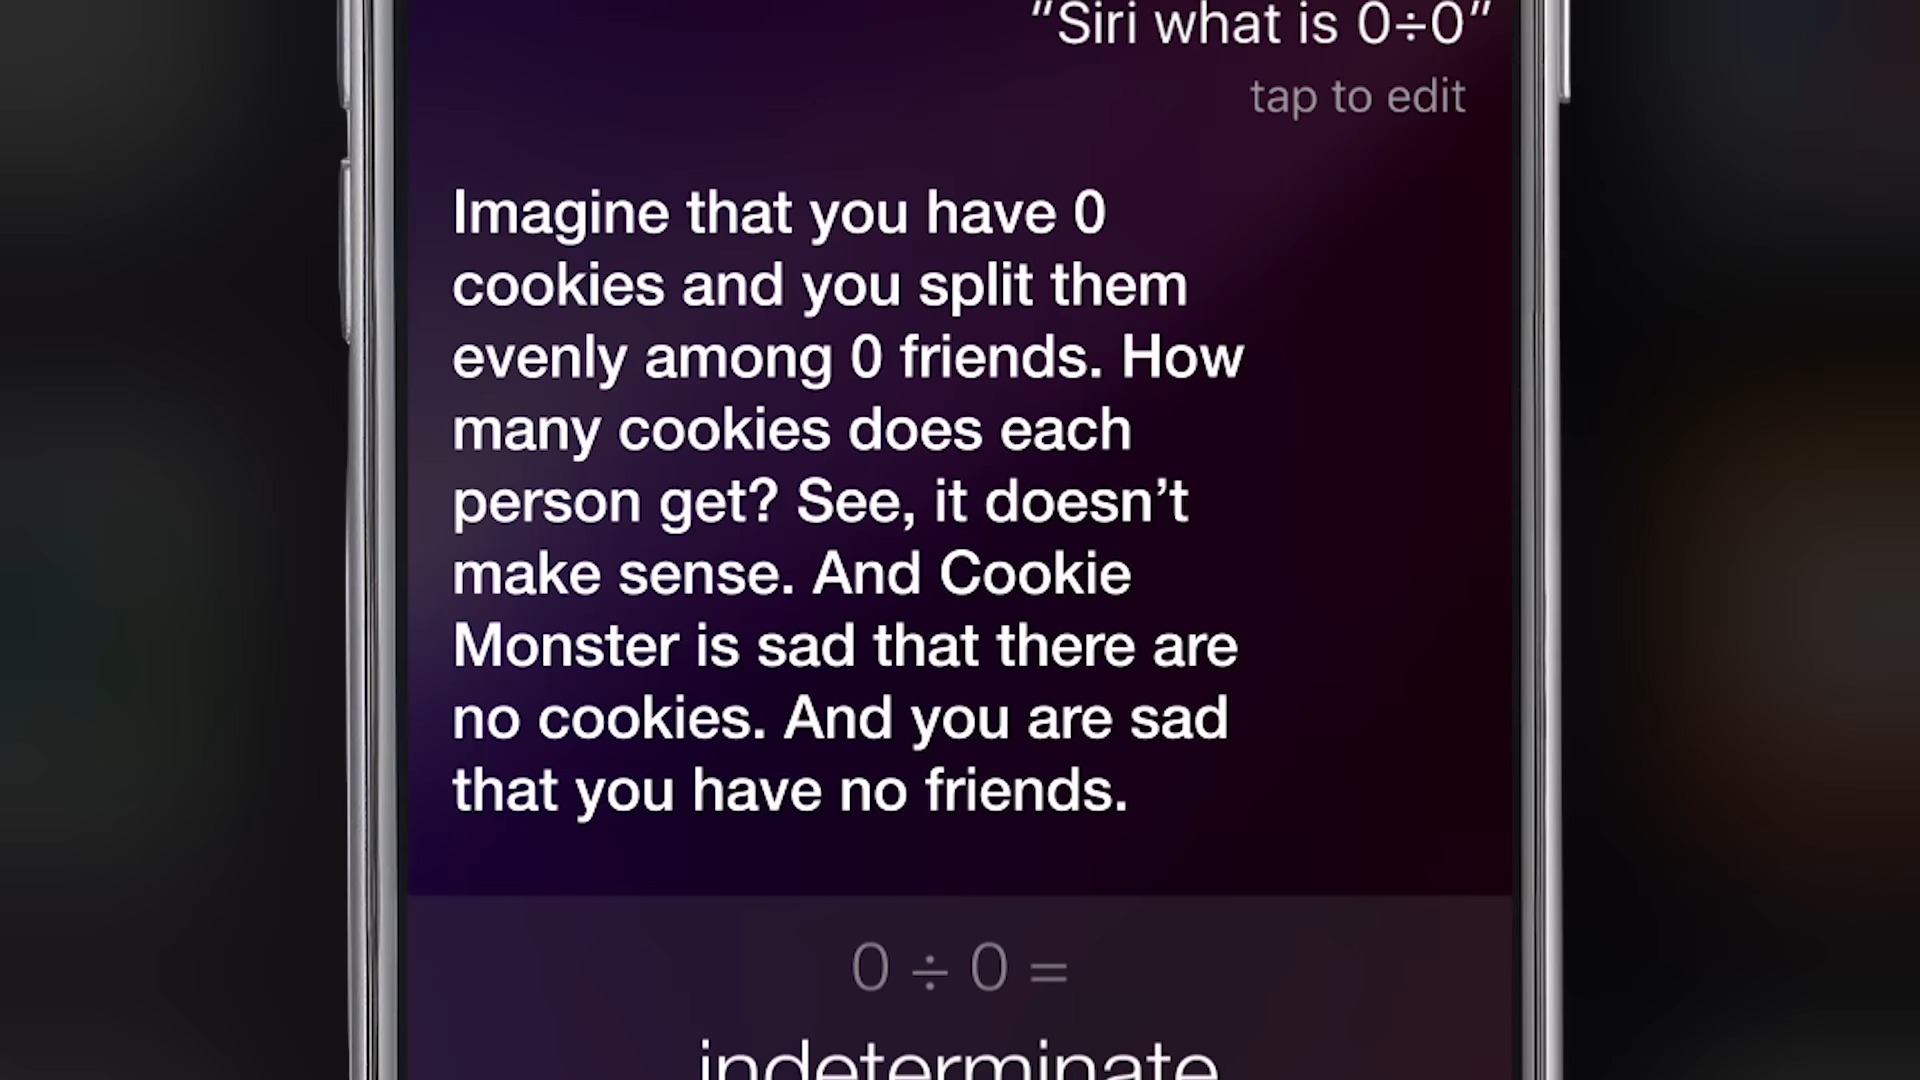 “Siri what is 0÷0”
tap to edit
Imagine that you have 0
cookies and you split them
evenly among 0 friends. How
many cookies does each
person get? See, it doesn’t
make sense. And Cookie
Monster is sad that there are
no cookies. And you are sad
that you have no friends.
0 ÷ 0 =
indeterminate